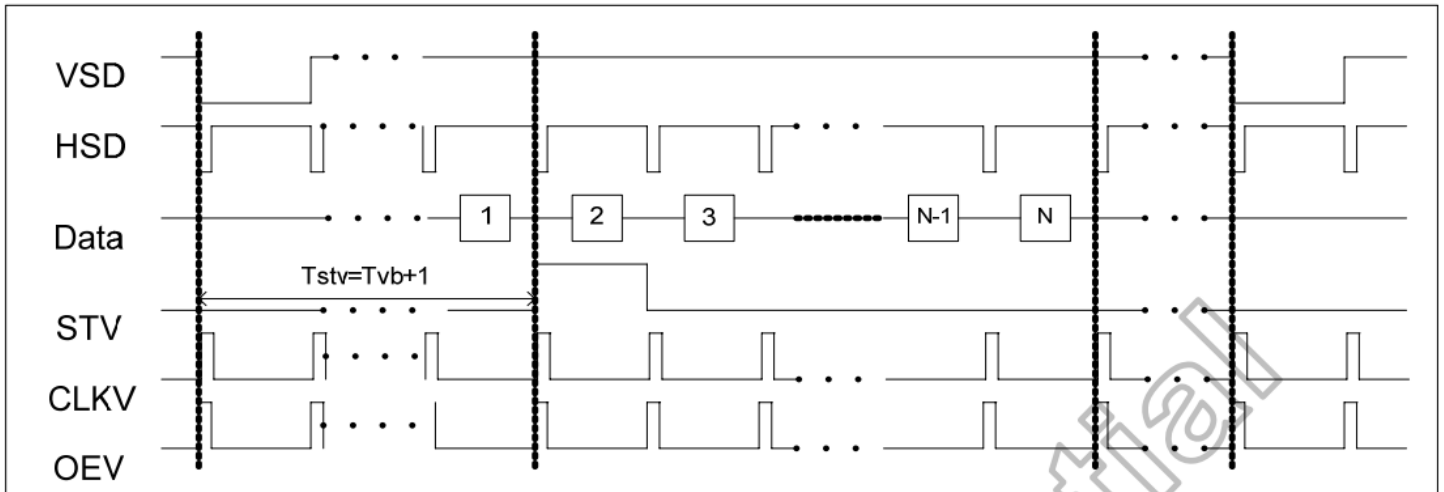 VSD
HSD
Data
1
2
3
N-1
N
Tstv=Tvb+1
STV
CLKV
OEV